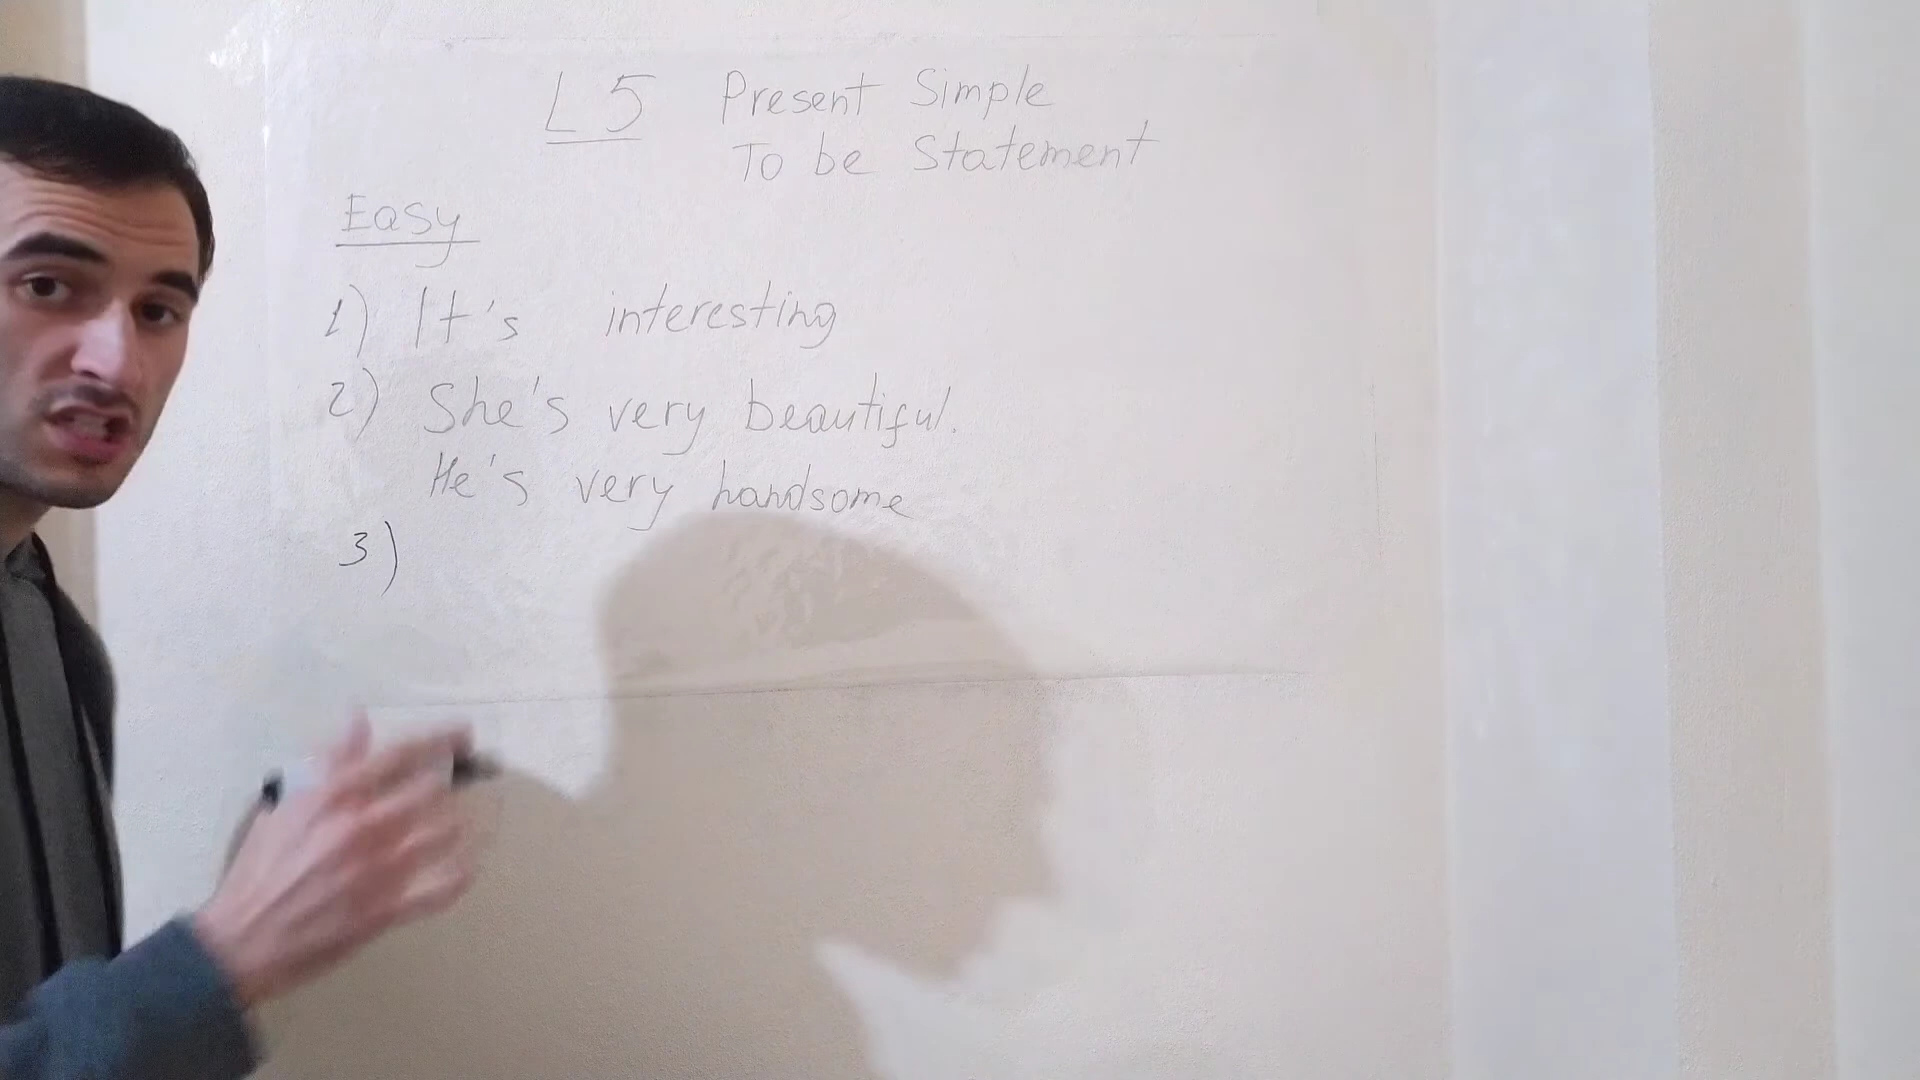 L5 Present Simple
To be Statement
Easy
1) It's interesting
2) She's very beautiful.
He's very handsome
3)